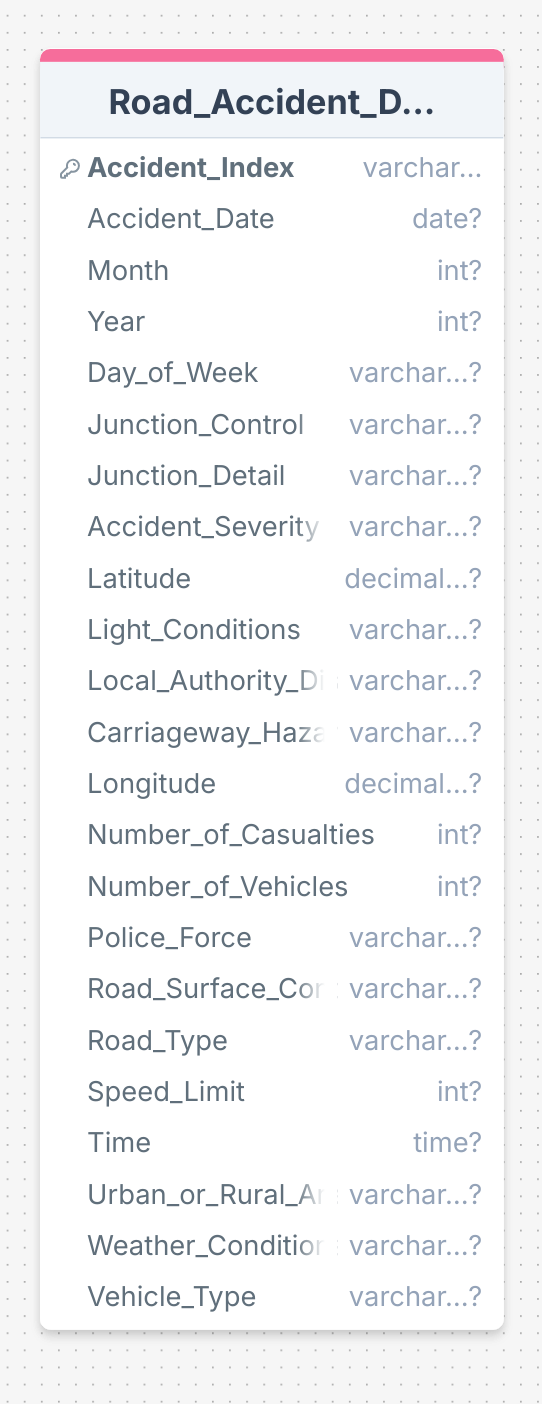 Road_Accident_D...
Accident_Index varchar...
Accident_Date date?
Month int?
Year int?
Day_of_Week varchar...?
Junction_Control varchar...?
Junction_Detail varchar...?
Accident_Severity varchar...?
Latitude decimal...?
Light_Conditions varchar...?
Local_Authority_Di varchar...?
Carriageway_Haza varchar...?
Longitude decimal...?
Number_of_Casualties int?
Number_of_Vehicles int?
Police_Force varchar...?
Road_Surface_Con varchar...?
Road_Type varchar...?
Speed_Limit int?
Time time?
Urban_or_Rural_Ar varchar...?
Weather_Condition varchar...?
Vehicle_Type varchar...?